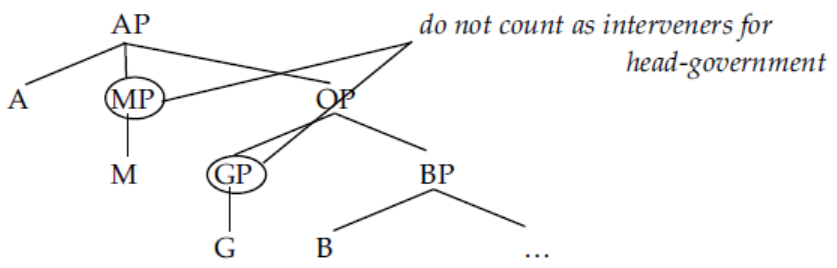 AP
do not count as interveners for
head-government
A
MP
OP
M
GP
BP
G
B
...